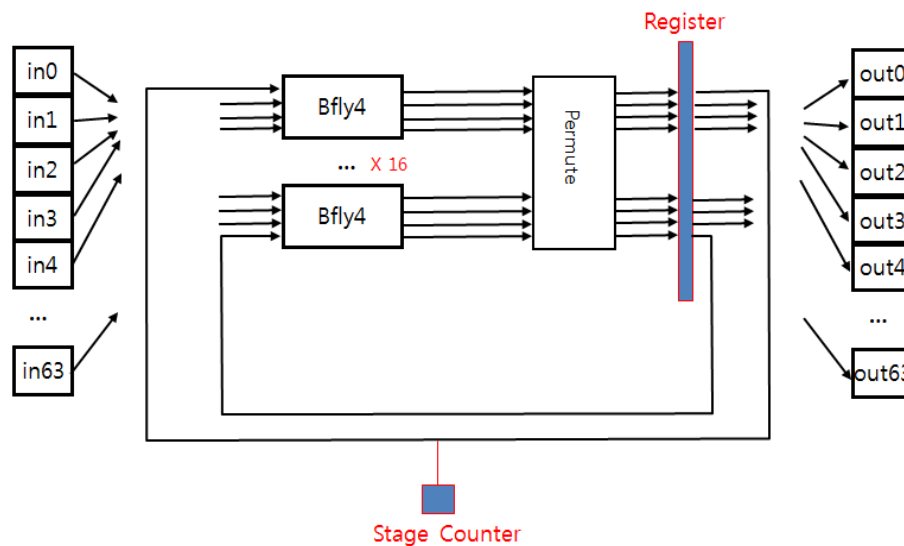 Register
in0
in1
in2
in3
in4
...
in63
Bfly4
... X 16
Bfly4
Permute
out0
out1
out2
out3
out4
...
out63
Stage Counter